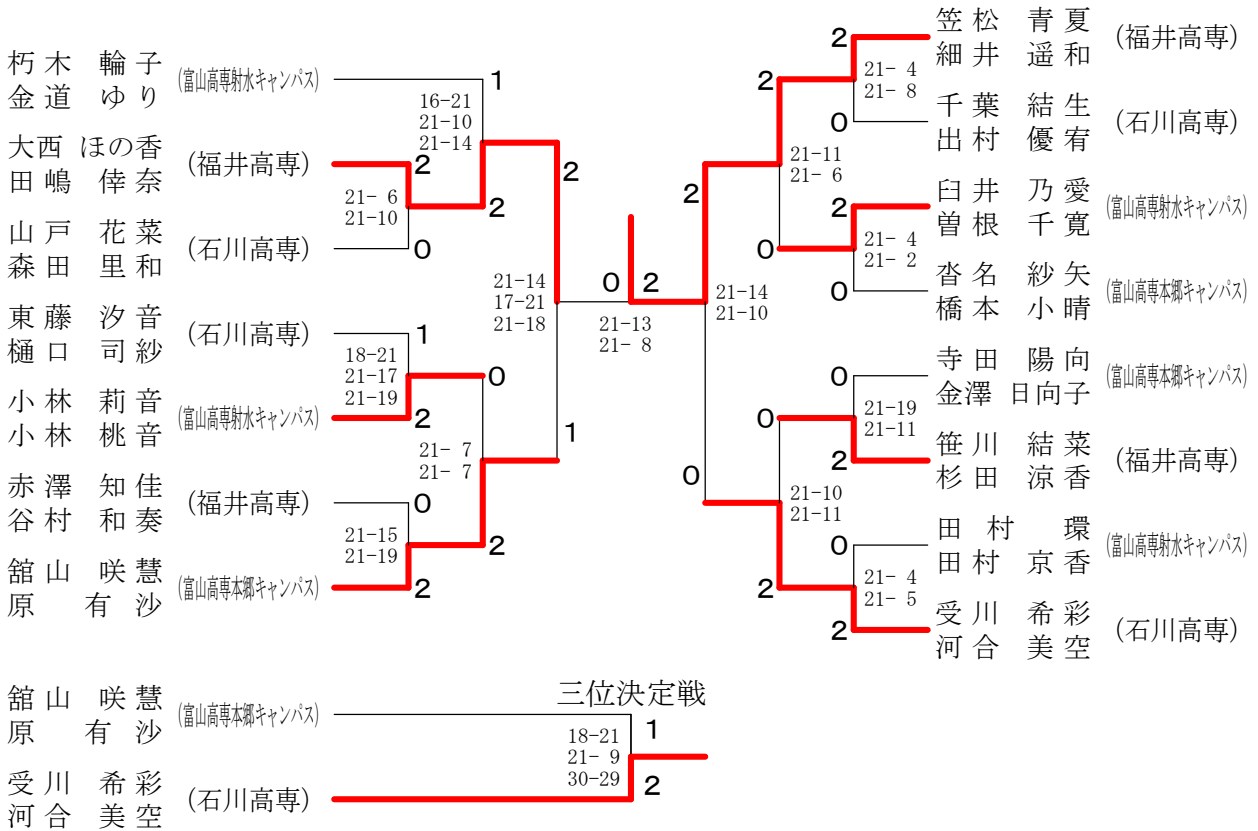 朽木 輪子
金道 ゆり
(富山高専射水キャンパス)
1
16-21
21-10
21-14
大西 ほの香
田嶋 倖奈
(福井高専)
2
21- 6
21-10
2
山戸 花菜
森田 里和
(石川高専)
0
2
21-14
17-21
21-18
東藤 汐音
樋口 司紗
(石川高専)
1
18-21
21-17
21-19
0
小林 莉音
小林 桃音
(富山高専射水キャンパス)
2
21- 7
21- 7
1
赤澤 知佳
谷村 和奏
(福井高専)
0
21-15
21-19
2
舘山 咲慧
原 有沙
(富山高専本郷キャンパス)
2
0
2
21-13
21- 8
笠松 青夏
細井 遥和
(福井高専)
2
21- 4
21- 8
2
千葉 結生
出村 優宥
(石川高専)
0
21-11
21- 6
2
臼井 乃愛
曽根 千寛
(富山高専射水キャンパス)
2
21- 4
21- 2
0
沓名 紗矢
橋本 小晴
(富山高専本郷キャンパス)
0
21-14
21-10
寺田 陽向
金澤 日向子
(富山高専本郷キャンパス)
0
21-19
21-11
0
笹川 結菜
杉田 涼香
(福井高専)
2
0
21-10
21-11
田村 環
田村 京香
(富山高専射水キャンパス)
0
21- 4
21- 5
2
受川 希彩
河合 美空
(石川高専)
2
三位決定戦
舘山 咲慧
原 有沙
(富山高専本郷キャンパス)
1
18-21
21- 9
30-29
受川 希彩
河合 美空
(石川高専)
2